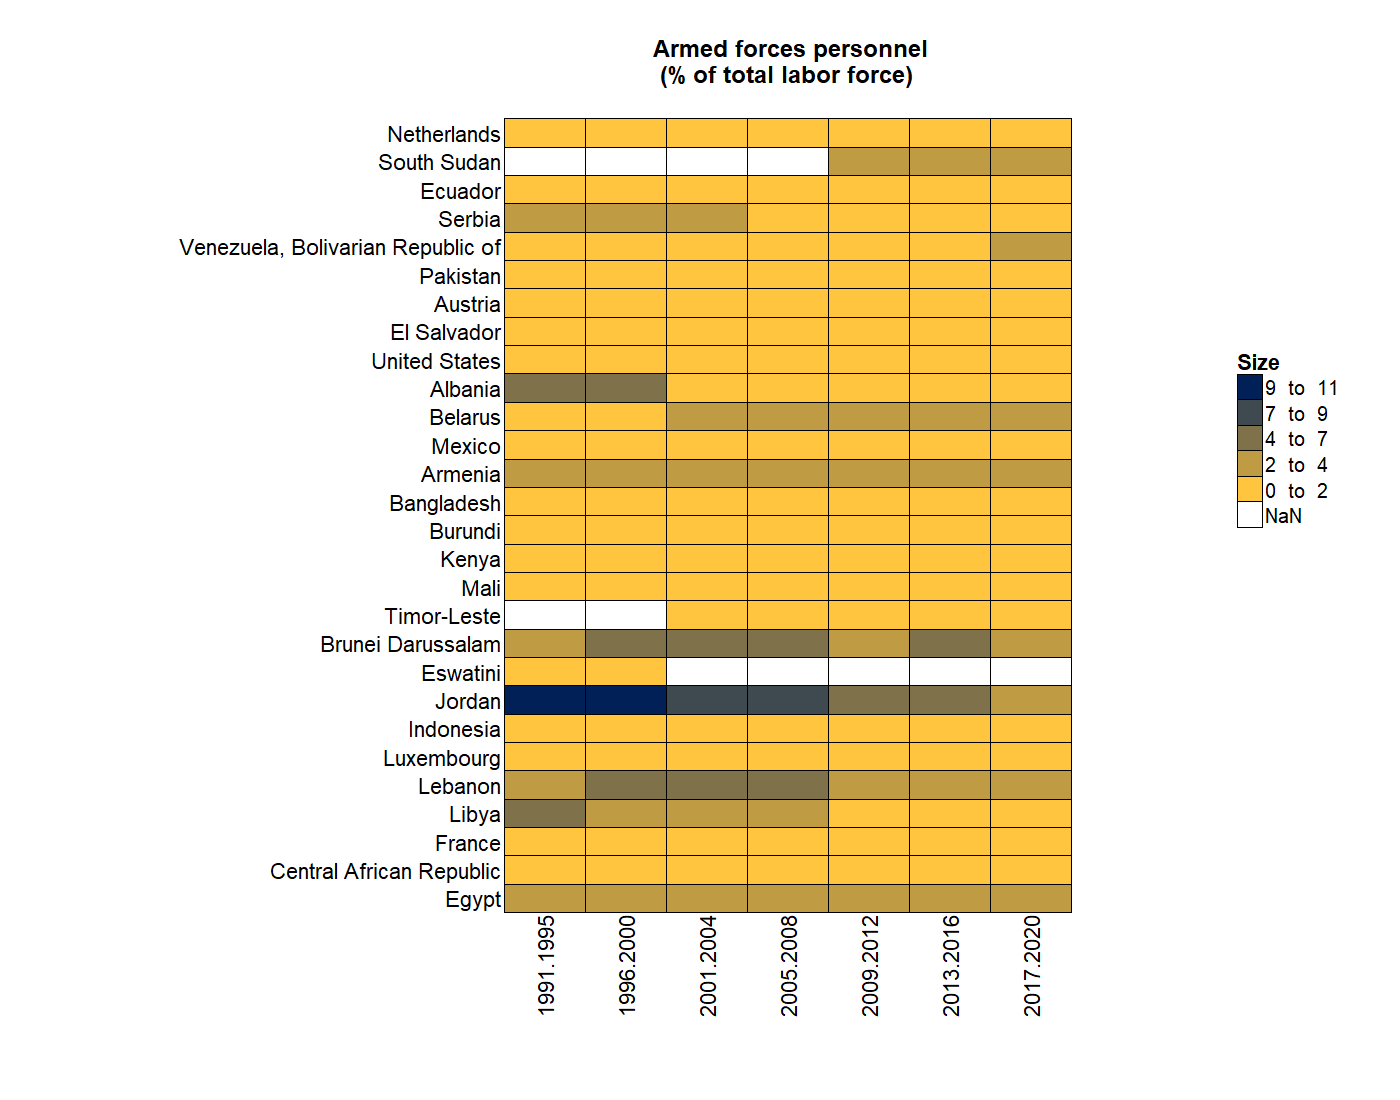 Armed forces personnel
(% of total labor force)
Netherlands
South Sudan
Ecuador
Serbia
Venezuela, Bolivarian Republic of
Pakistan
Austria
El Salvador
United States
Albania
Belarus
Mexico
Armenia
Bangladesh
Burundi
Kenya
Mali
Timor-Leste
Brunei Darussalam
Eswatini
Jordan
Indonesia
Luxembourg
Lebanon
Libya
France
Central African Republic
Egypt
1991.1995
1996.2000
2001.2004
2005.2008
2009.2012
2013.2016
2017.2020
Size
9 to 11
7 to 9
4 to 7
2 to 4
0 to 2
NaN